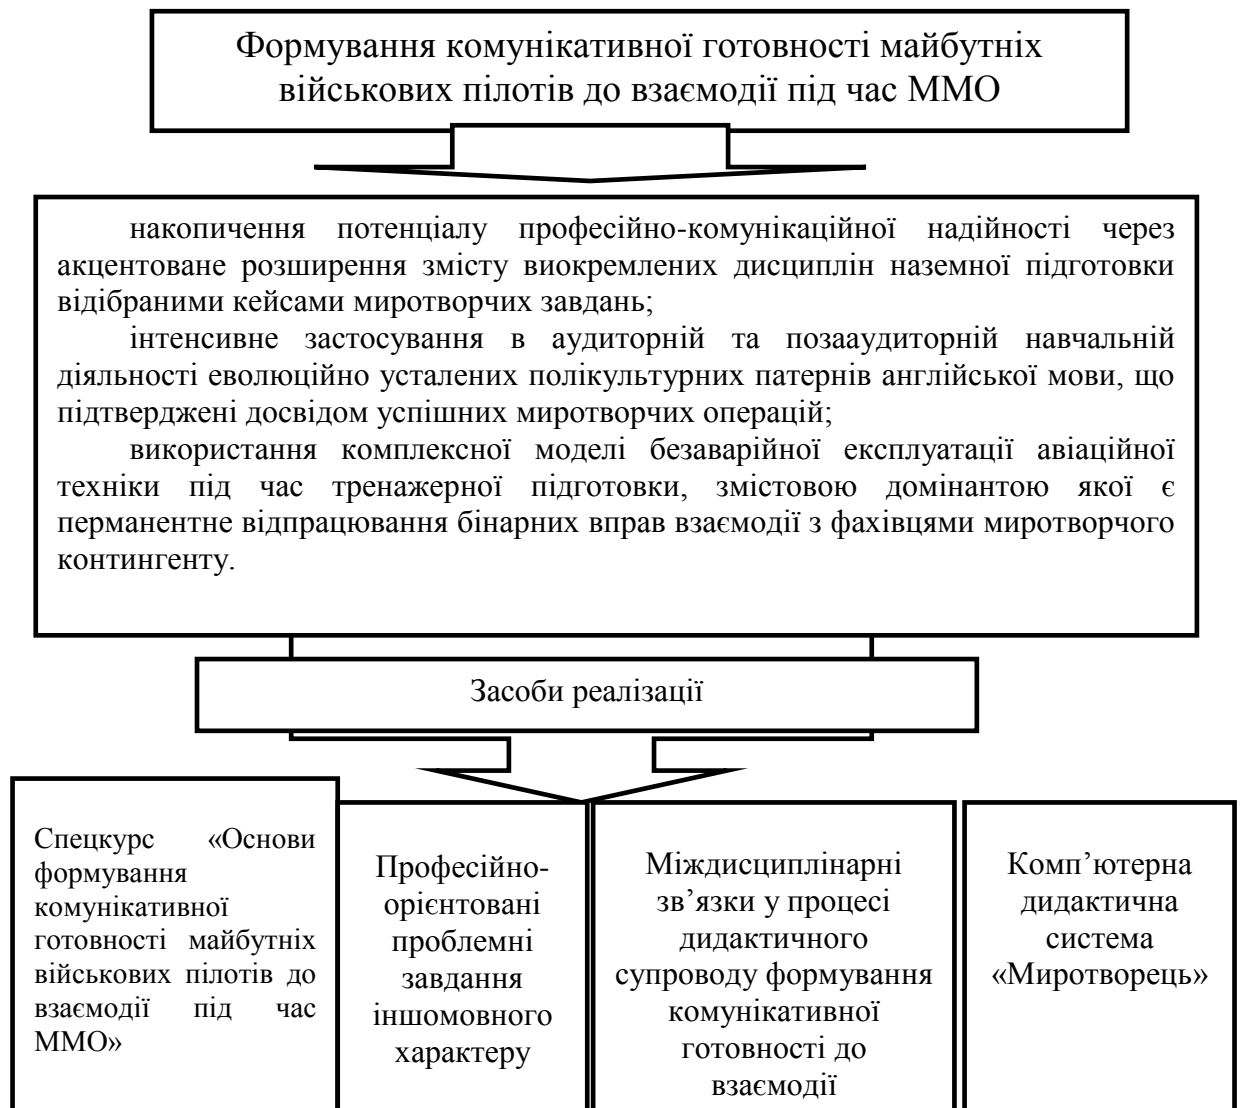 Формування комунікативної готовності майбутніх
військових пілотів до взаємодії під час ММО
накопичення потенціалу професійно-комунікаційної надійності через
акцентоване розширення змісту виокремлених дисциплін наземної підготовки
відібраними кейсами миротворчих завдань;
інтенсивне застосування в аудиторній та позааудиторній навчальній
діяльності еволюційно усталених полікультурних патернів англійської мови, що
підтверджені досвідом успішних миротворчих операцій;
використання комплексної моделі безаварійної експлуатації авіаційної
техніки під час тренажерної підготовки, змістовою домінантою якої є
перманентне відпрацювання бінарних вправ взаємодії з фахівцями миротворчого
контингенту.
Засоби реалізації
Спецкурс «Основи
формування
комунікативної
готовності майбутніх
військових пілотів до
взаємодії під час
ММО»
Професійно-
орієнтовані
проблемні
завдання
іншомовного
характеру
Міждисциплінарні
зв’язки у процесі
дидактичного
супроводу формування
комунікативної
готовності до
взаємодії
Комп’ютерна
дидактична
система
«Миротворець»